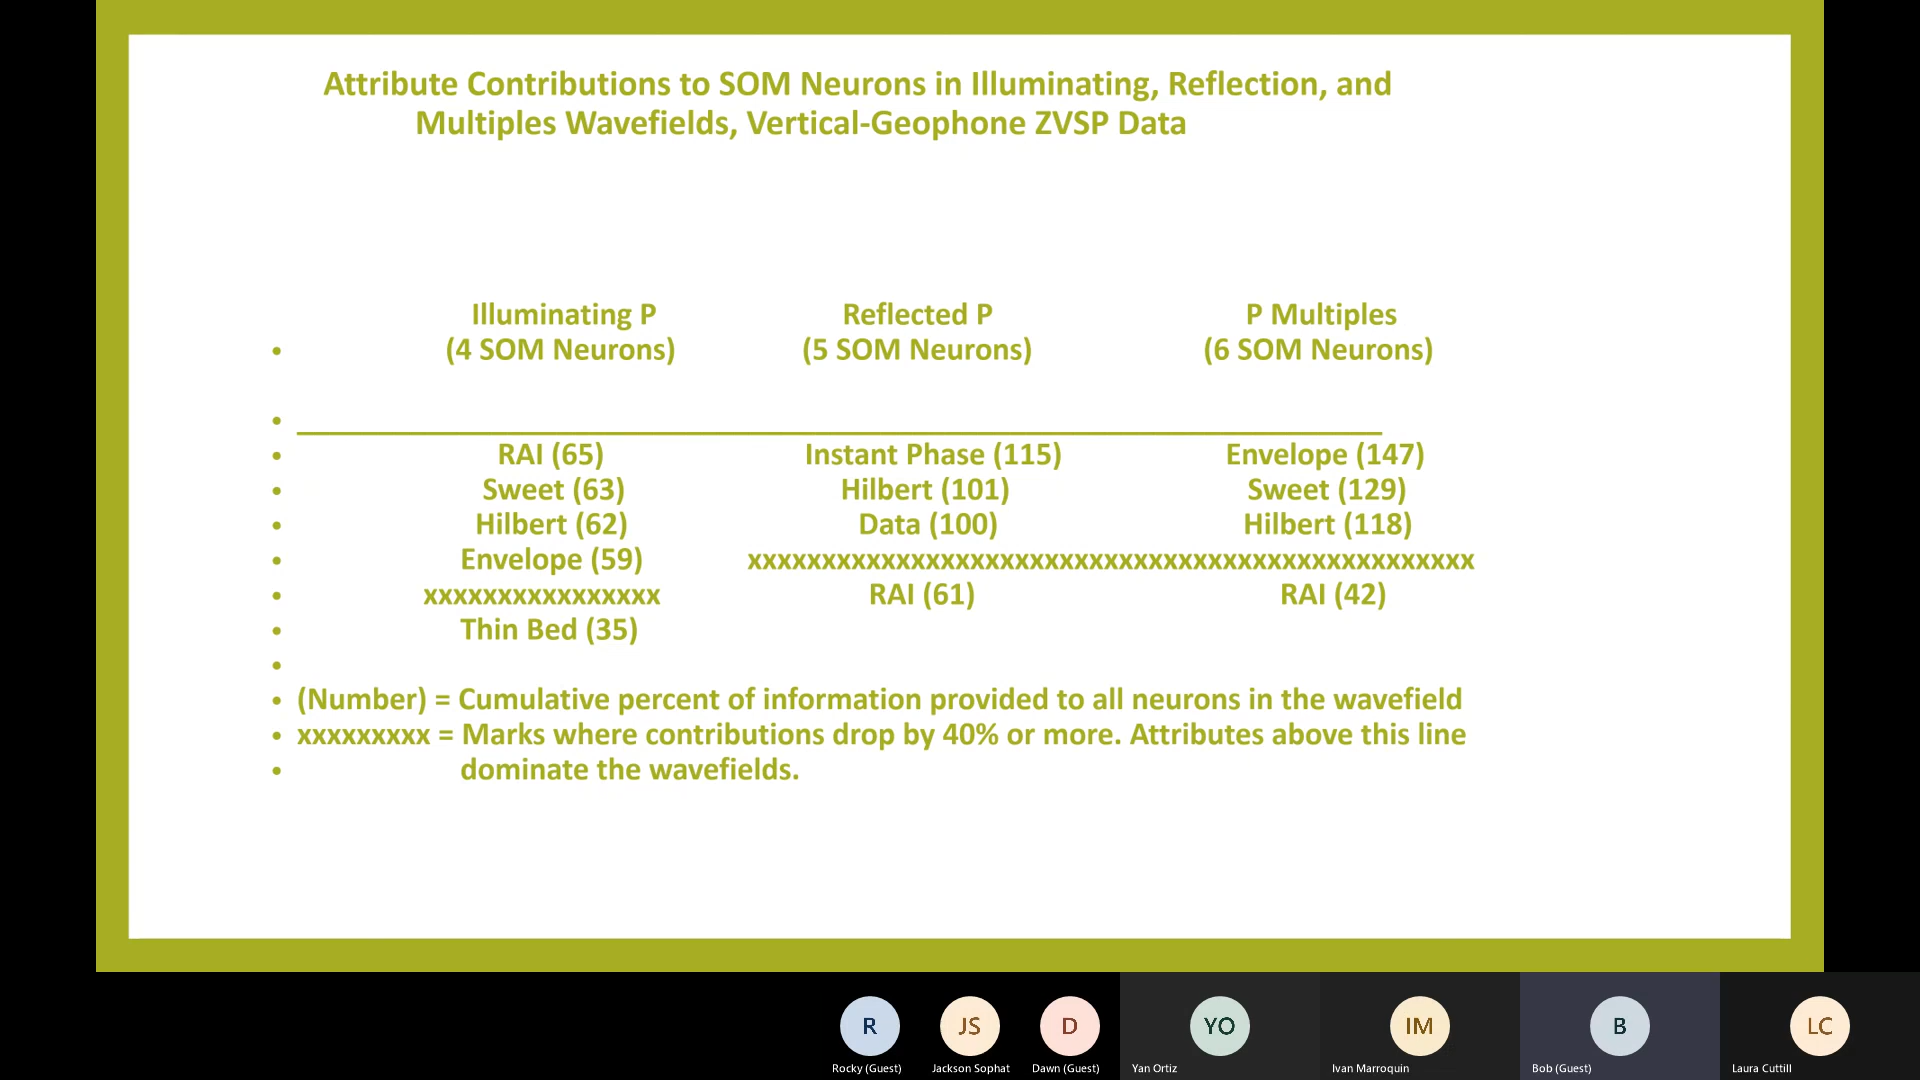 Attribute Contributions to SOM Neurons in Illuminating, Reflection, and
Multiples Wavefields, Vertical-Geophone ZVSP Data
Illuminating P Reflected P P Multiples
• (4 SOM Neurons) (5 SOM Neurons) (6 SOM Neurons)
• ______________________________________________________________________
• RAI (65) Instant Phase (115) Envelope (147)
• Sweet (63) Hilbert (101) Sweet (129)
• Hilbert (62) Data (100) Hilbert (118)
• Envelope (59) xxxxxxxxxxxxxxxxxxxxxxxxxxxxxxxxxxxxxxxxxxxxxxxxx
• xxxxxxxxxxxxxxxx RAI (61) RAI (42)
• Thin Bed (35)
•
• (Number) = Cumulative percent of information provided to all neurons in the wavefield
• xxxxxxxxx = Marks where contributions drop by 40% or more. Attributes above this line
• dominate the wavefields.
R JS D YO IM B LC
Rocky (Guest) Jackson Sophat Dawn (Guest) Yan Ortiz Ivan Marroquin Bob (Guest) Laura Cuttill